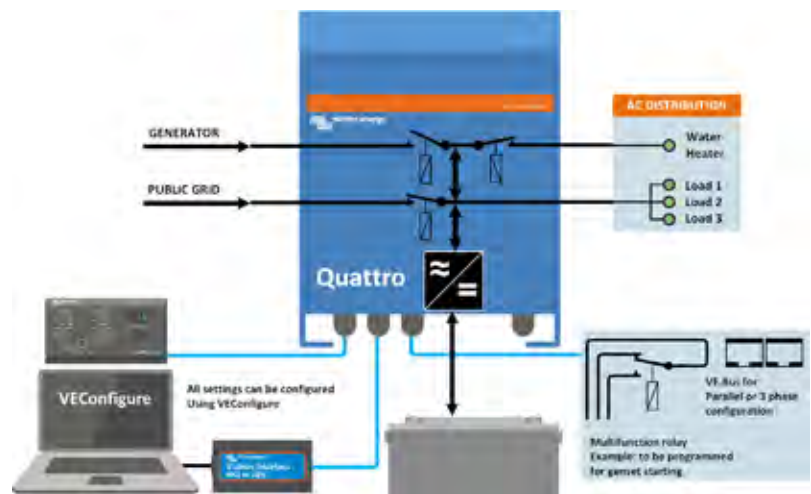 GENERATOR
PUBLIC GRID
Quattro
AC DISTRIBUTION
Water
Heater
Load 1
Load 2
Load 3
VEConfigure
All settings can be configured
Using VEConfigure
VE.Bus for
Parallel or 3 phase
configuration
Multifunction relay
Example: to be programmed
for genset starting